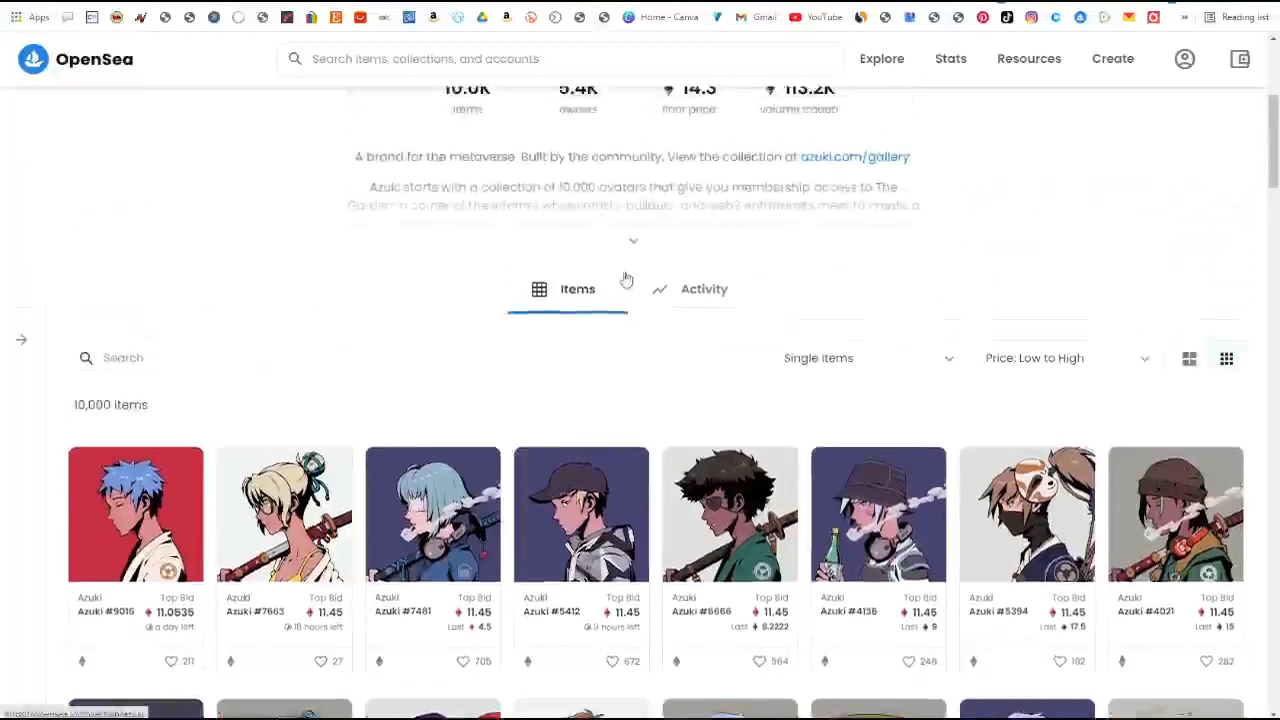 Apps
Home - Canva
Gmail
YouTube
Reading list
OpenSea
Search items, collections, and accounts
Explore
Stats
Resources
Create
10.0K
5.4K
14.3
113.2K
items
owners
floor price
volume traded
A brand for the metaverse. Built by the community. View the collection at azuki.com/gallery
Azuki starts with a collection of 10,000 avatars that give you membership access to The
Items
Activity
Search
Single Items
Price: Low to High
10,000 items
Azuki Top Bid
Azuki #9015 11.0535
a day left
211
Azuki Top Bid
Azuki #7663 11.45
18 hours left
27
Azuki Top Bid
Azuki #7481 11.45
Last 4.5
705
Azuki Top Bid
Azuki #5412 11.45
9 hours left
672
Azuki Top Bid
Azuki #6666 11.45
Last 8.2222
564
Azuki Top Bid
Azuki #4136 11.45
Last 9
248
Azuki Top Bid
Azuki #5394 11.45
Last 17.5
192
Azuki Top Bid
Azuki #4021 11.45
Last 15
282